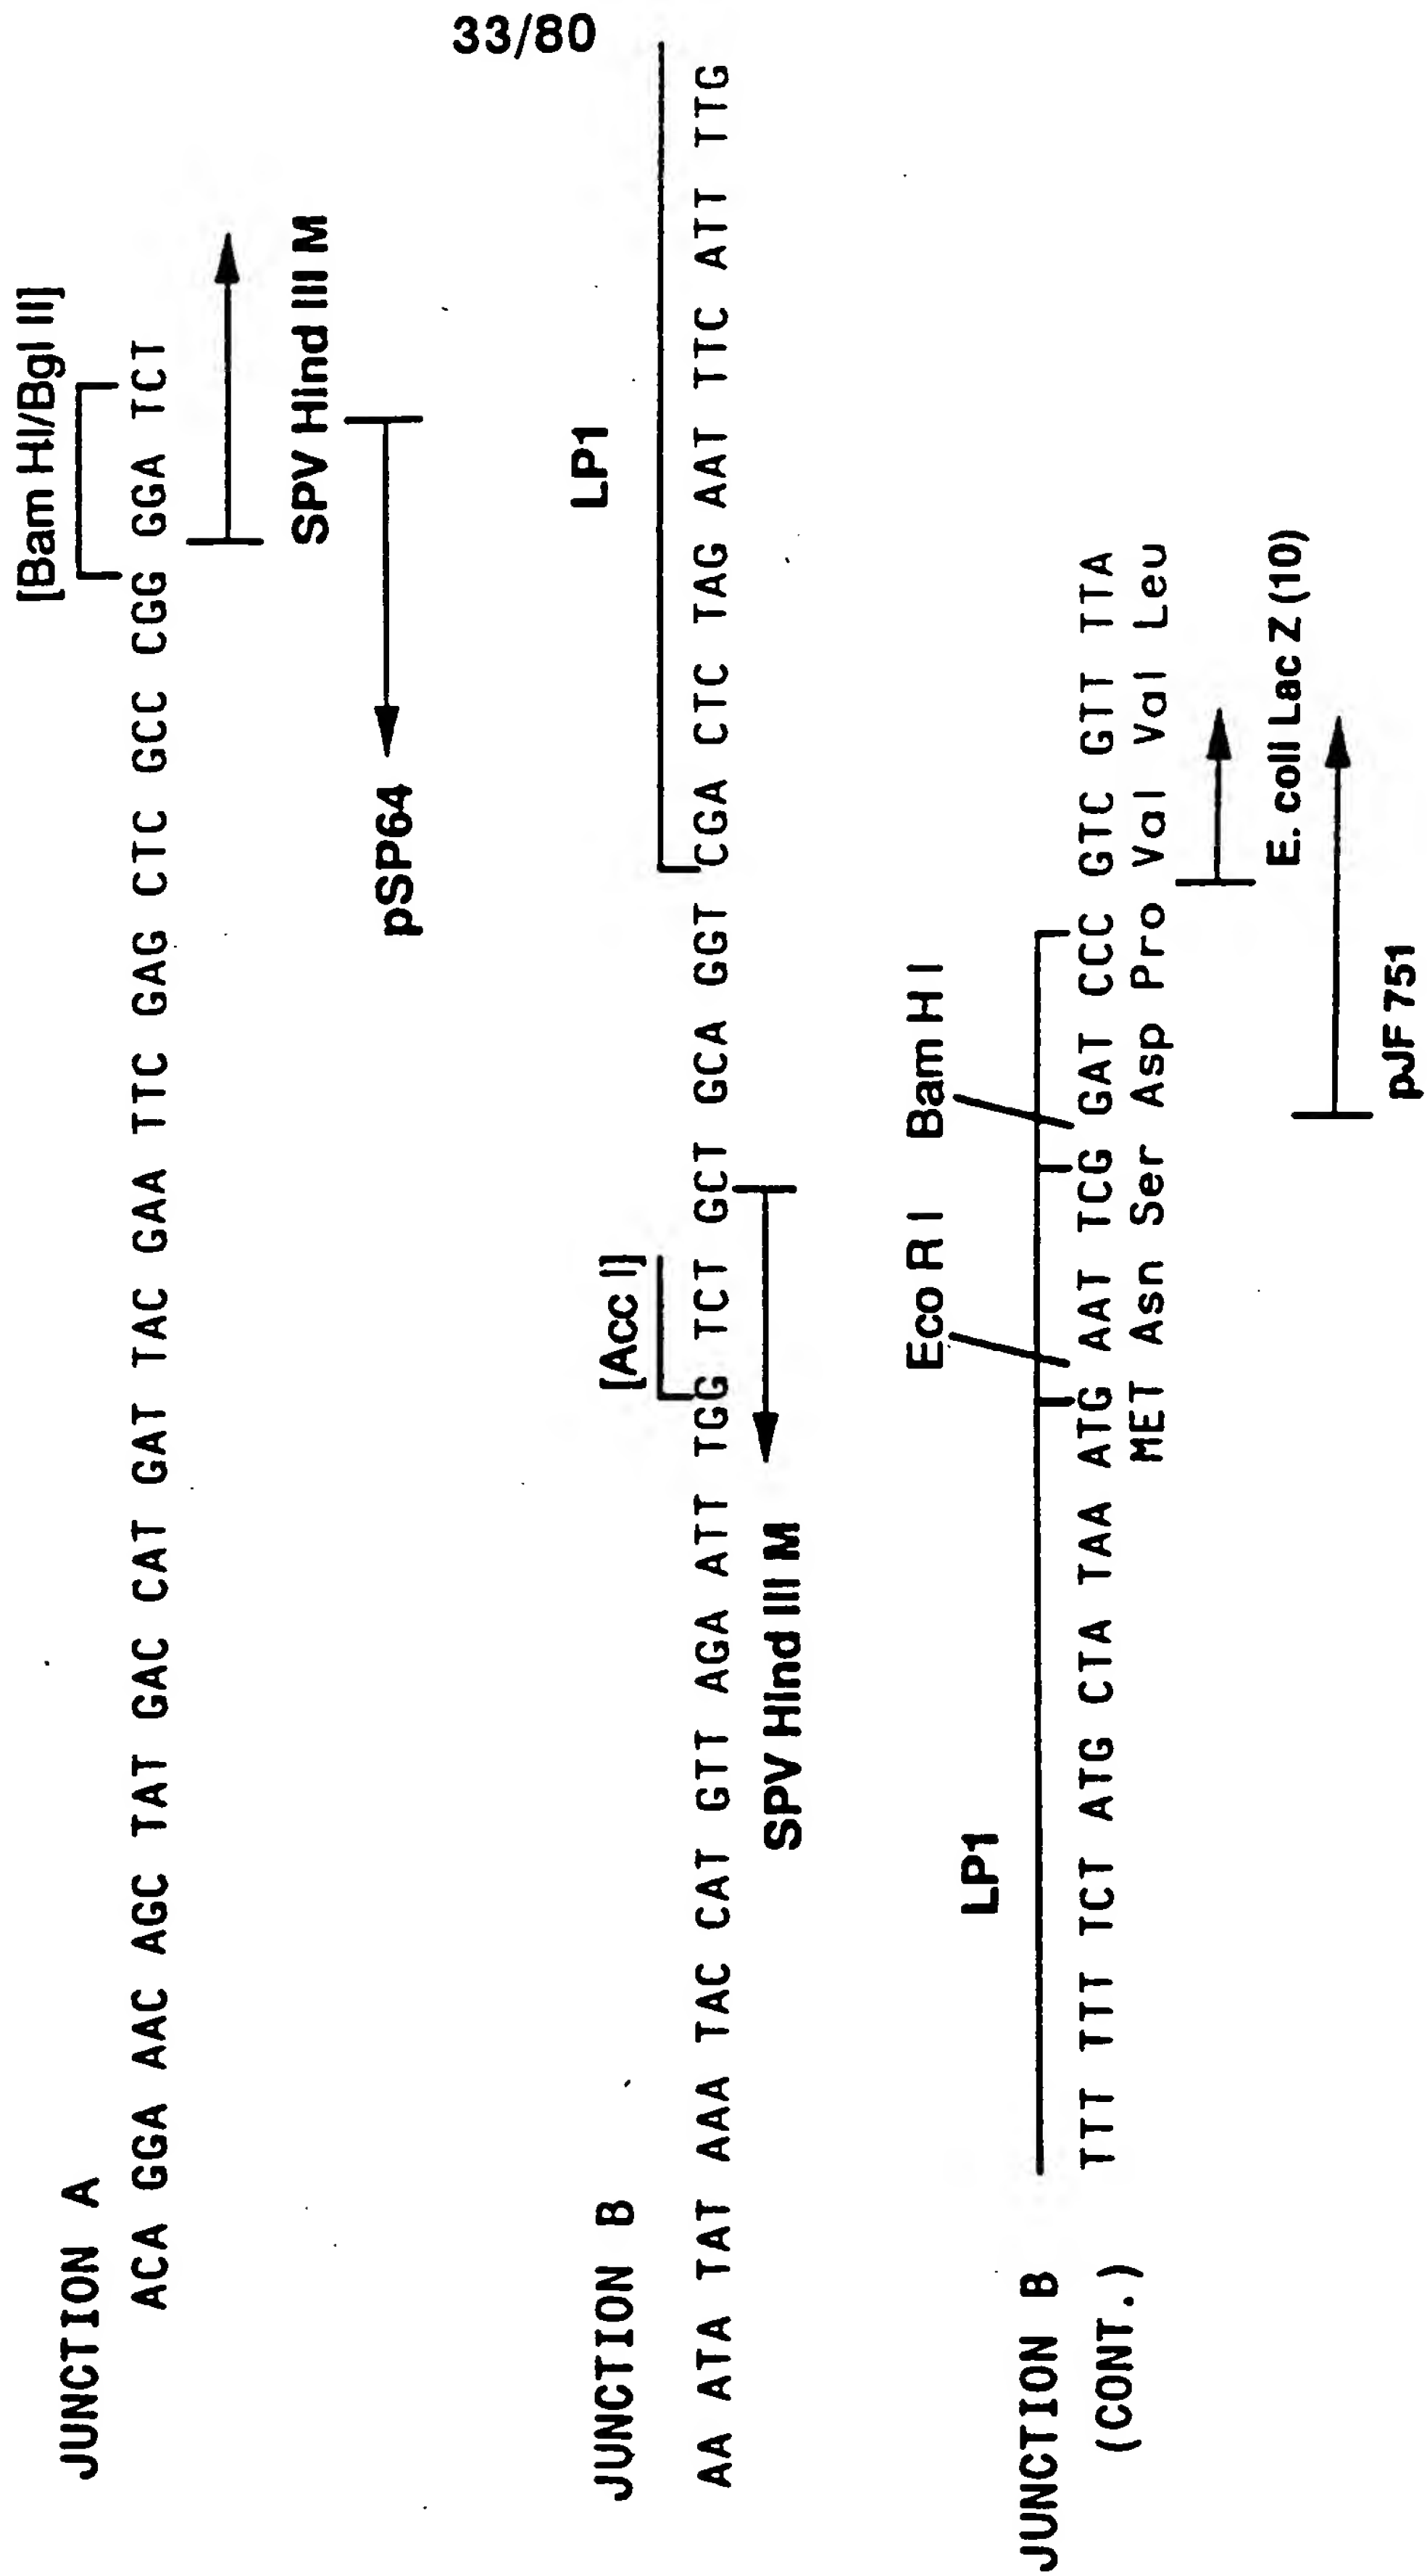 33/80
JUNCTION A
[Bam HI/Bgl II]
ACA GGA AAC AGC TAT GAC CAT GAT TAC GAA TTC GAG CTC GCC CGG GGA TCT
SPV Hind III M
pSP64
JUNCTION B
[Acc I]
LP1
AA ATA TAT AAA TAC CAT GTT AGA ATT TGG TCT GCT GCA GGT CGA CTC TAG AAT TTC ATT TTG
SPV Hind III M
JUNCTION B
(CONT.)
LP1
Eco R I
Bam H I
TTT TTT TCT ATG CTA TAA ATG AAT TCG GAT CCC GTC GTT TTA
MET Asn Ser Asp Pro Val Val Leu
E. coli Lac Z (10)
pJF 751